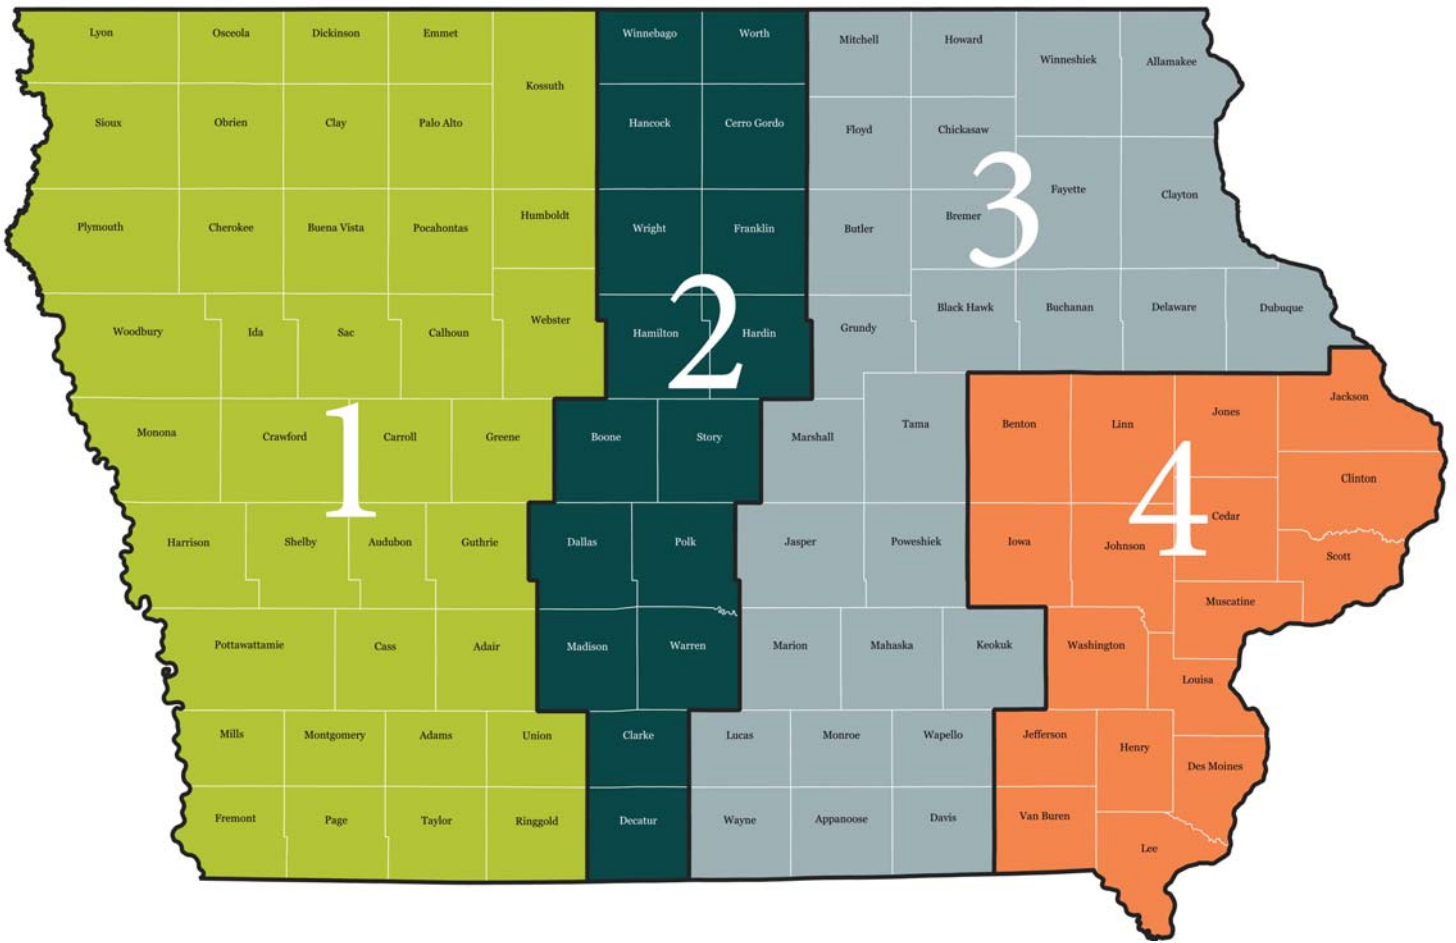 Lyon Osceola Dickinson Emmet Winnebago Worth Mitchell Howard
Winneshiek Allamakee
Kossuth
Sioux Obrien Clay Palo Alto Hancock Cerro Gordo Floyd Chickasaw
3
Plymouth Cherokee Buena Vista Pocahontas Humboldt Wright Franklin Butler Bremer Fayette Clayton
2
Woodbury Ida Sac Calhoun Webster Hamilton Hardin Grundy Black Hawk Buchanan Delaware Dubuque
1
Monona Crawford Carroll Greene Boone Story Marshall Tama Benton Linn Jones Jackson
4
Clinton
Harrison Shelby Audubon Guthrie Dallas Polk Jasper Poweshiek Iowa Johnson Cedar Scott
Muscatine
Pottawattamie Cass Adair Madison Warren Marion Mahaska Keokuk Washington
Louisa
Mills Montgomery Adams Union Clarke Lucas Monroe Wapello Jefferson Henry
Des Moines
Fremont Page Taylor Ringgold Decatur Wayne Appanoose Davis Van Buren
Lee